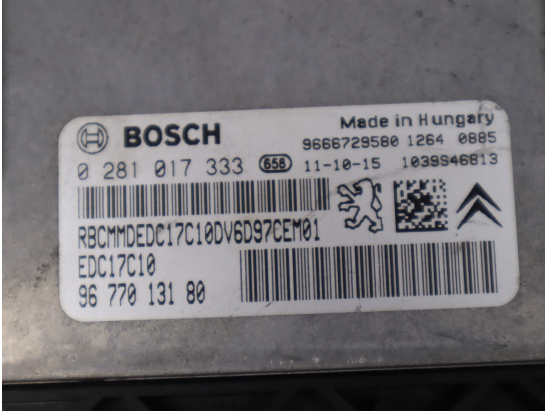 BOSCH
Made in Hungary
9666729580 1264 0885
0 281 017 333 656 11-10-15 1039S46813
RBCMMDEDC17C10DV6D97CEM01
EDC17C10
96 770 131 80